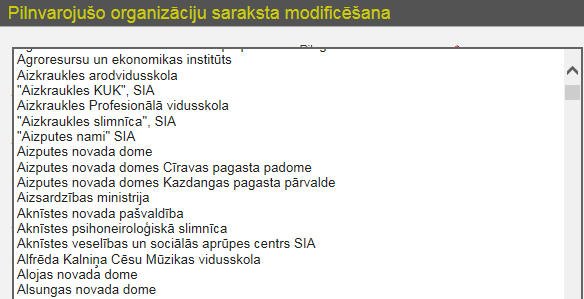 Pilnvarojušo organizāciju saraksta modificēšana
Agroresursu un ekonomikas institūts
Aizkraukles arodvidusskola
"Aizkraukles KUK", SIA
Aizkraukles Profesionālā vidusskola
"Aizkraukles slimnīca", SIA
"Aizputes nami" SIA
Aizputes novada dome
Aizputes novada domes Cīravas pagasta padome
Aizputes novada domes Kazdangas pagasta pārvalde
Aizsardzības ministrija
Aknīstes novada pašvaldība
Aknīstes psihoneiroloģiskā slimnīca
Aknīstes veselības un sociālās aprūpes centrs SIA
Alfrēda Kalniņa Cēsu Mūzikas vidusskola
Alojas novada dome
Alsungas novada dome